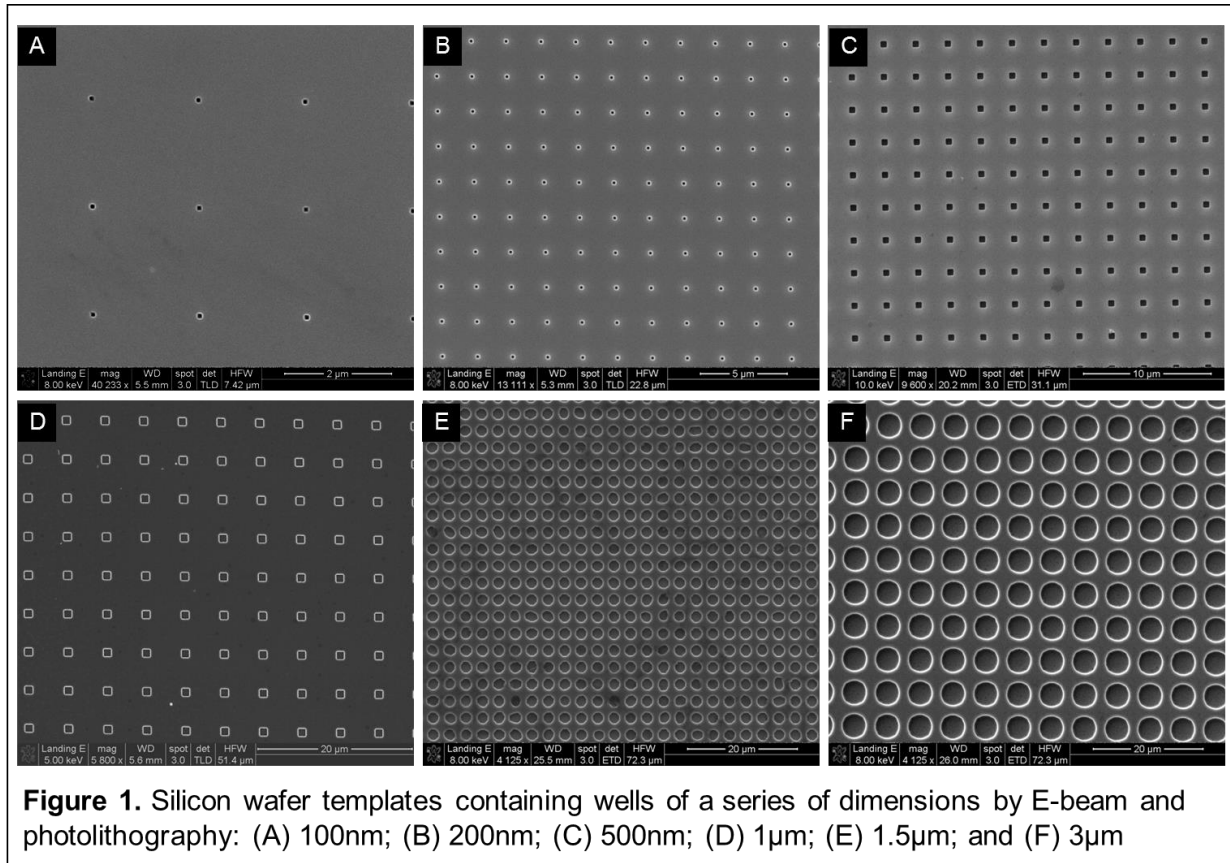 A
B
C
Landing E mag WD spot det HFW
8.00 keV 40 233 x 5.5 mm 3.0 TLD 7.42 µm 2 µm
Landing E mag WD spot det HFW
8.00 keV 13 111 x 5.3 mm 3.0 TLD 22.8 µm 5 µm
Landing E mag WD spot det HFW
10.0 keV 9 600 x 20.2 mm 3.0 ETD 31.1 µm 10 µm
D
E
F
Landing E mag WD spot det HFW
5.00 keV 5 800 x 5.6 mm 3.0 TLD 51.4 µm 20 µm
Landing E mag WD spot det HFW
8.00 keV 4 125 x 25.5 mm 3.0 ETD 72.3 µm 20 µm
Landing E mag WD spot det HFW
8.00 keV 4 125 x 26.0 mm 3.0 ETD 72.3 µm 20 µm
Figure 1. Silicon wafer templates containing wells of a series of dimensions by E-beam and
photolithography: (A) 100nm; (B) 200nm; (C) 500nm; (D) 1µm; (E) 1.5µm; and (F) 3µm